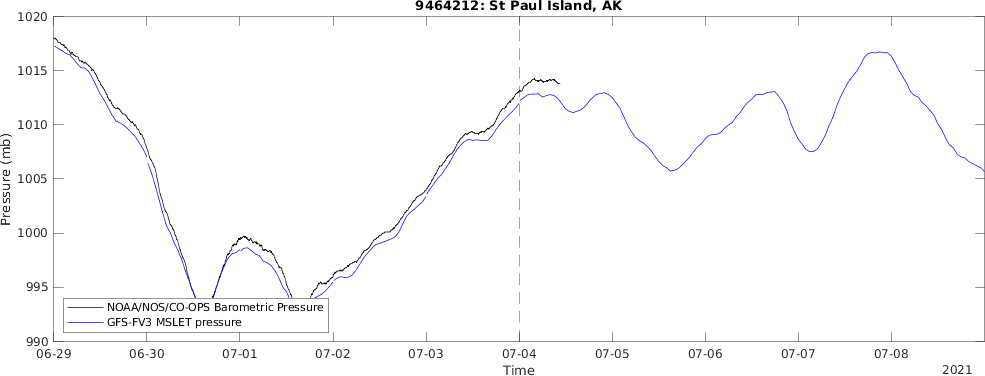 9464212: St Paul Island, AK
1020
1015
1010
1005
1000
995
990
Pressure (mb)
NOAA/NOS/CO-OPS Barometric Pressure
GFS-FV3 MSLET pressure
06-29 06-30 07-01 07-02 07-03 07-04 07-05 07-06 07-07 07-08
Time
2021